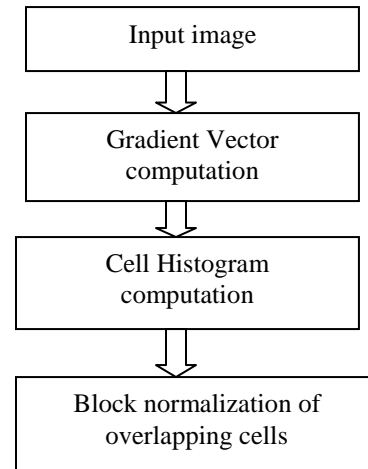 Input image
Gradient Vector
computation
Cell Histogram
computation
Block normalization of
overlapping cells